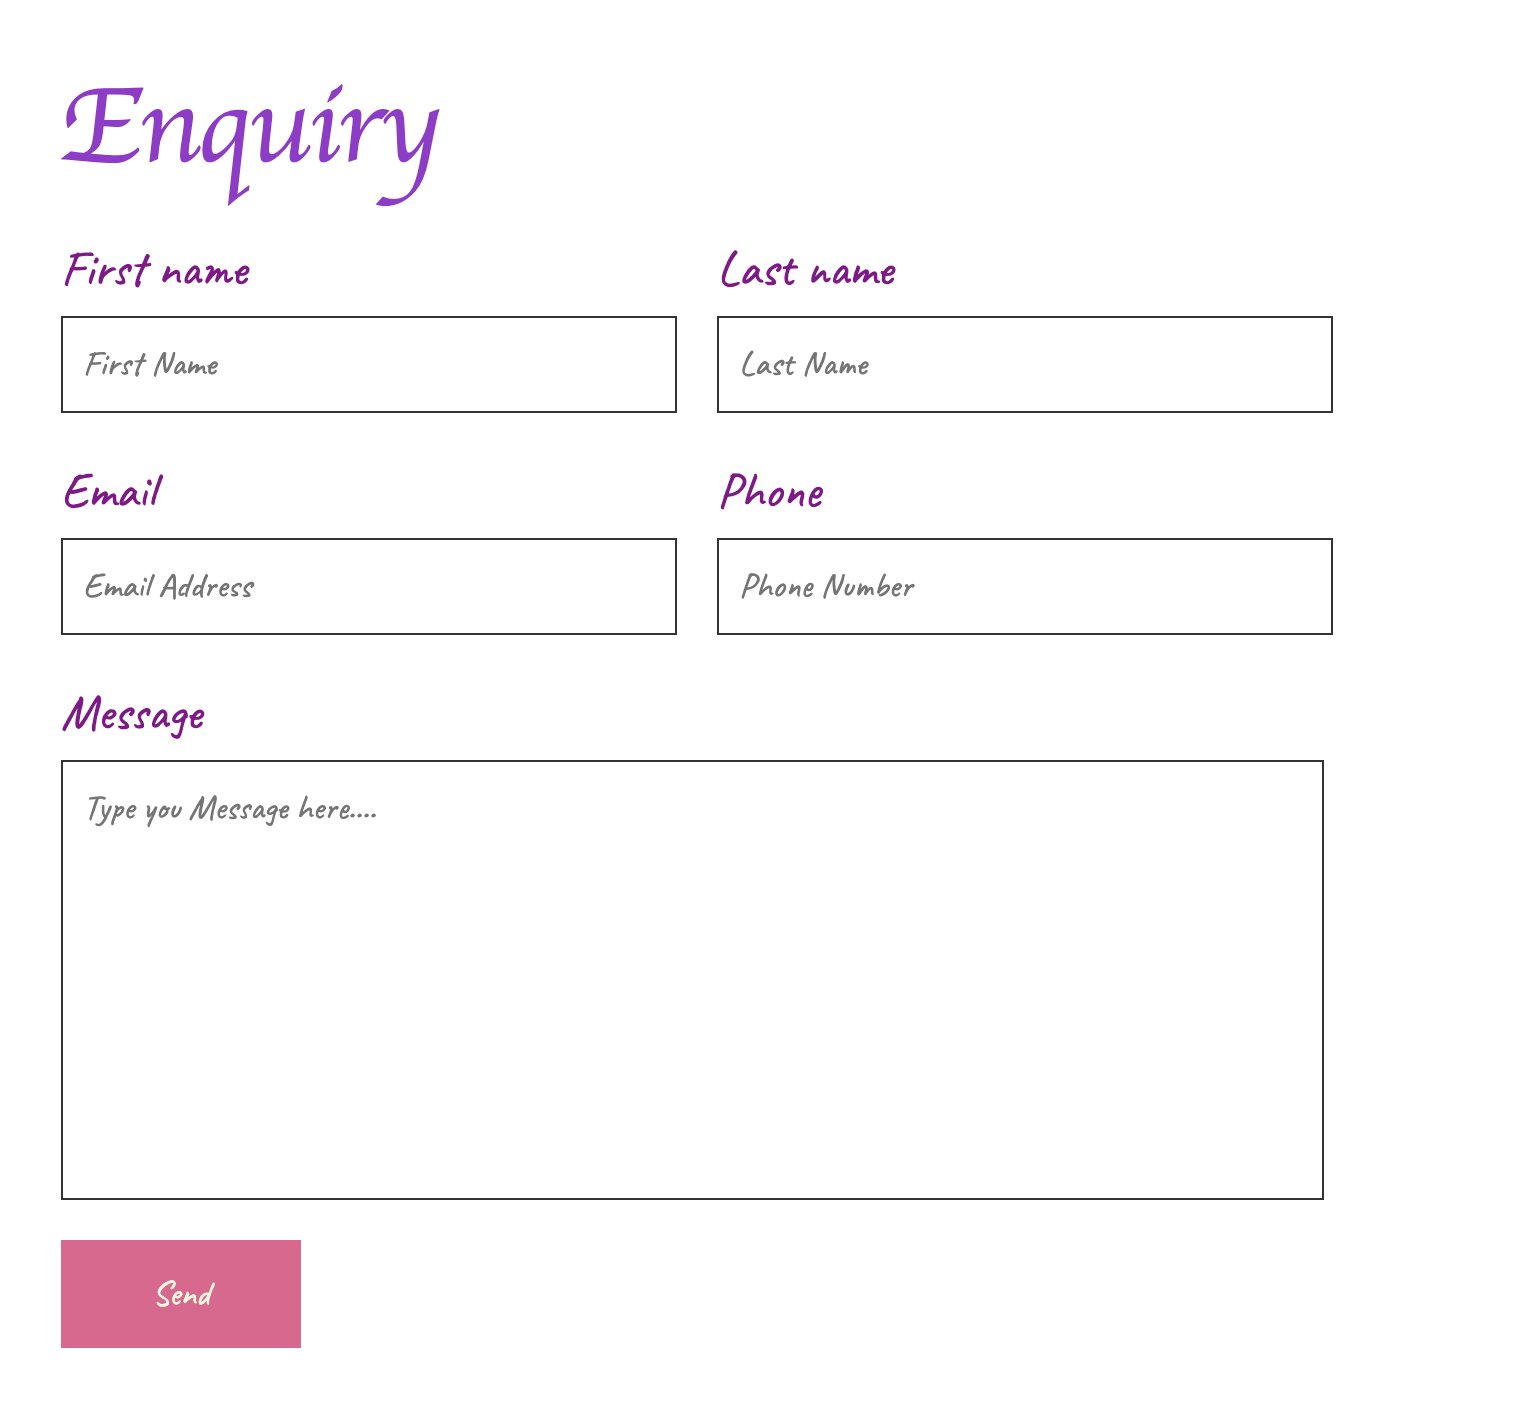 Enquiry
First name
Last name
First Name
Last Name
Email
Phone
Email Address
Phone Number
Message
Type you Message here....
Send